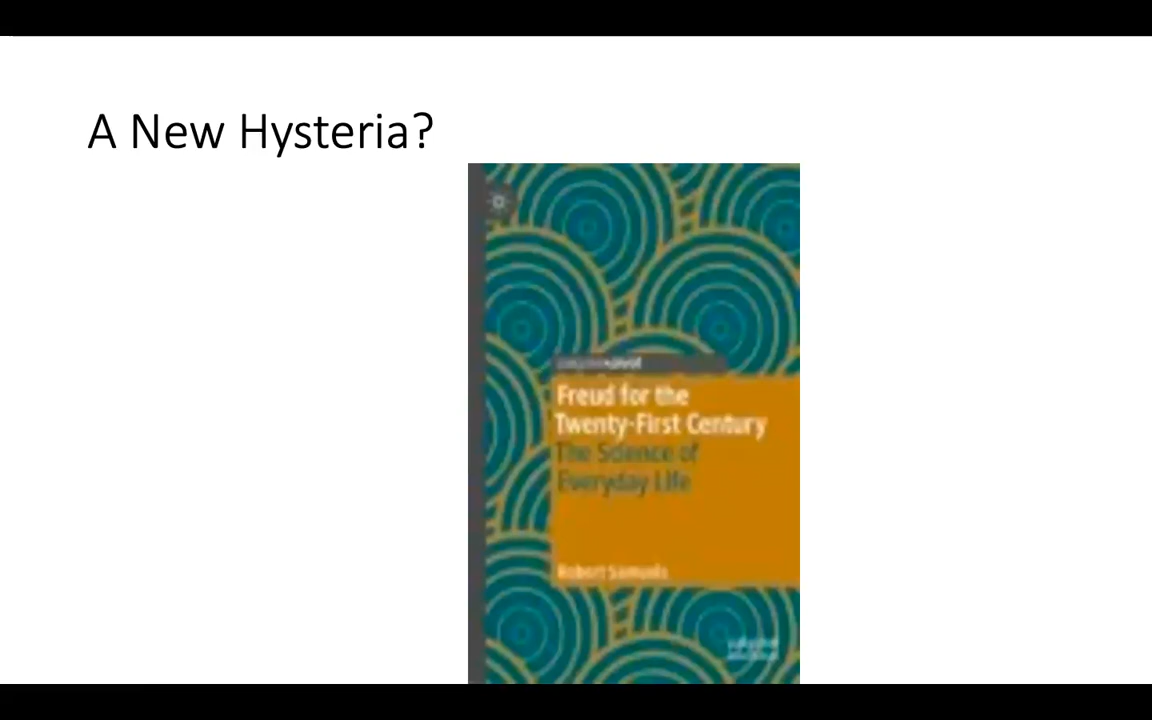 A New Hysteria?
Freud for the
Twenty-First Century
The Science of
Everyday Life
Robert Samuels